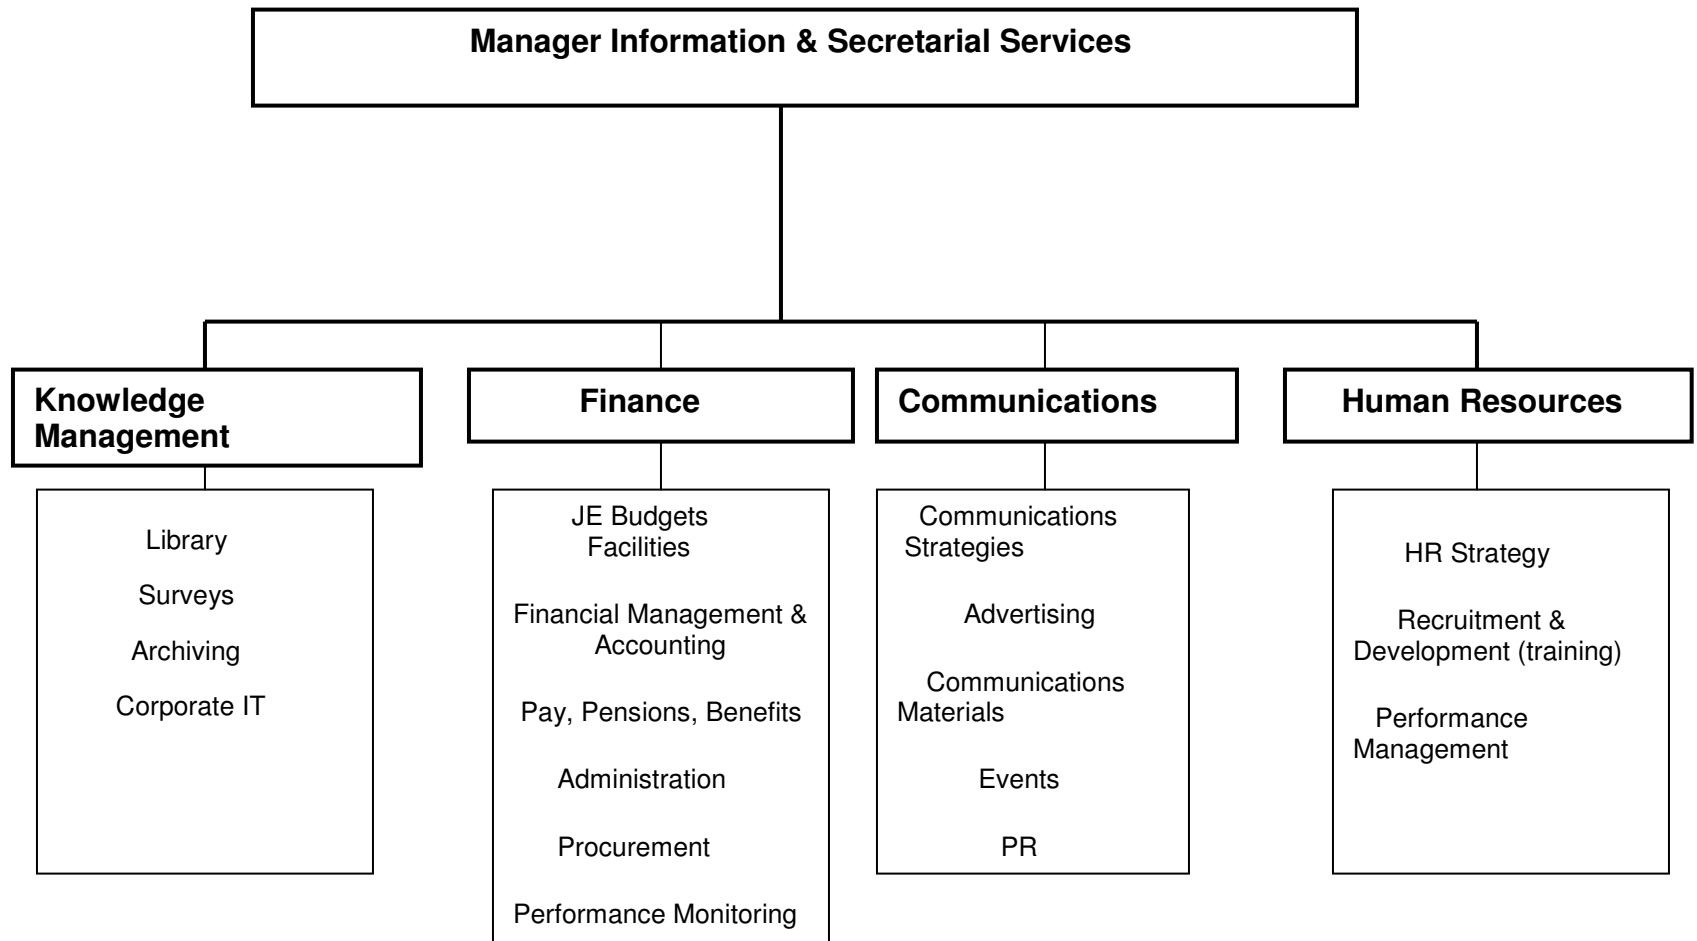 Manager Information & Secretarial Services
Knowledge
Management
Finance
Communications
Human Resources
Library
Surveys
Archiving
Corporate IT
JE Budgets
Facilities
Financial Management &
Accounting
Pay, Pensions, Benefits
Administration
Procurement
Performance Monitoring
Communications
Strategies
Advertising
Communications
Materials
Events
PR
HR Strategy
Recruitment &
Development (training)
Performance
Management